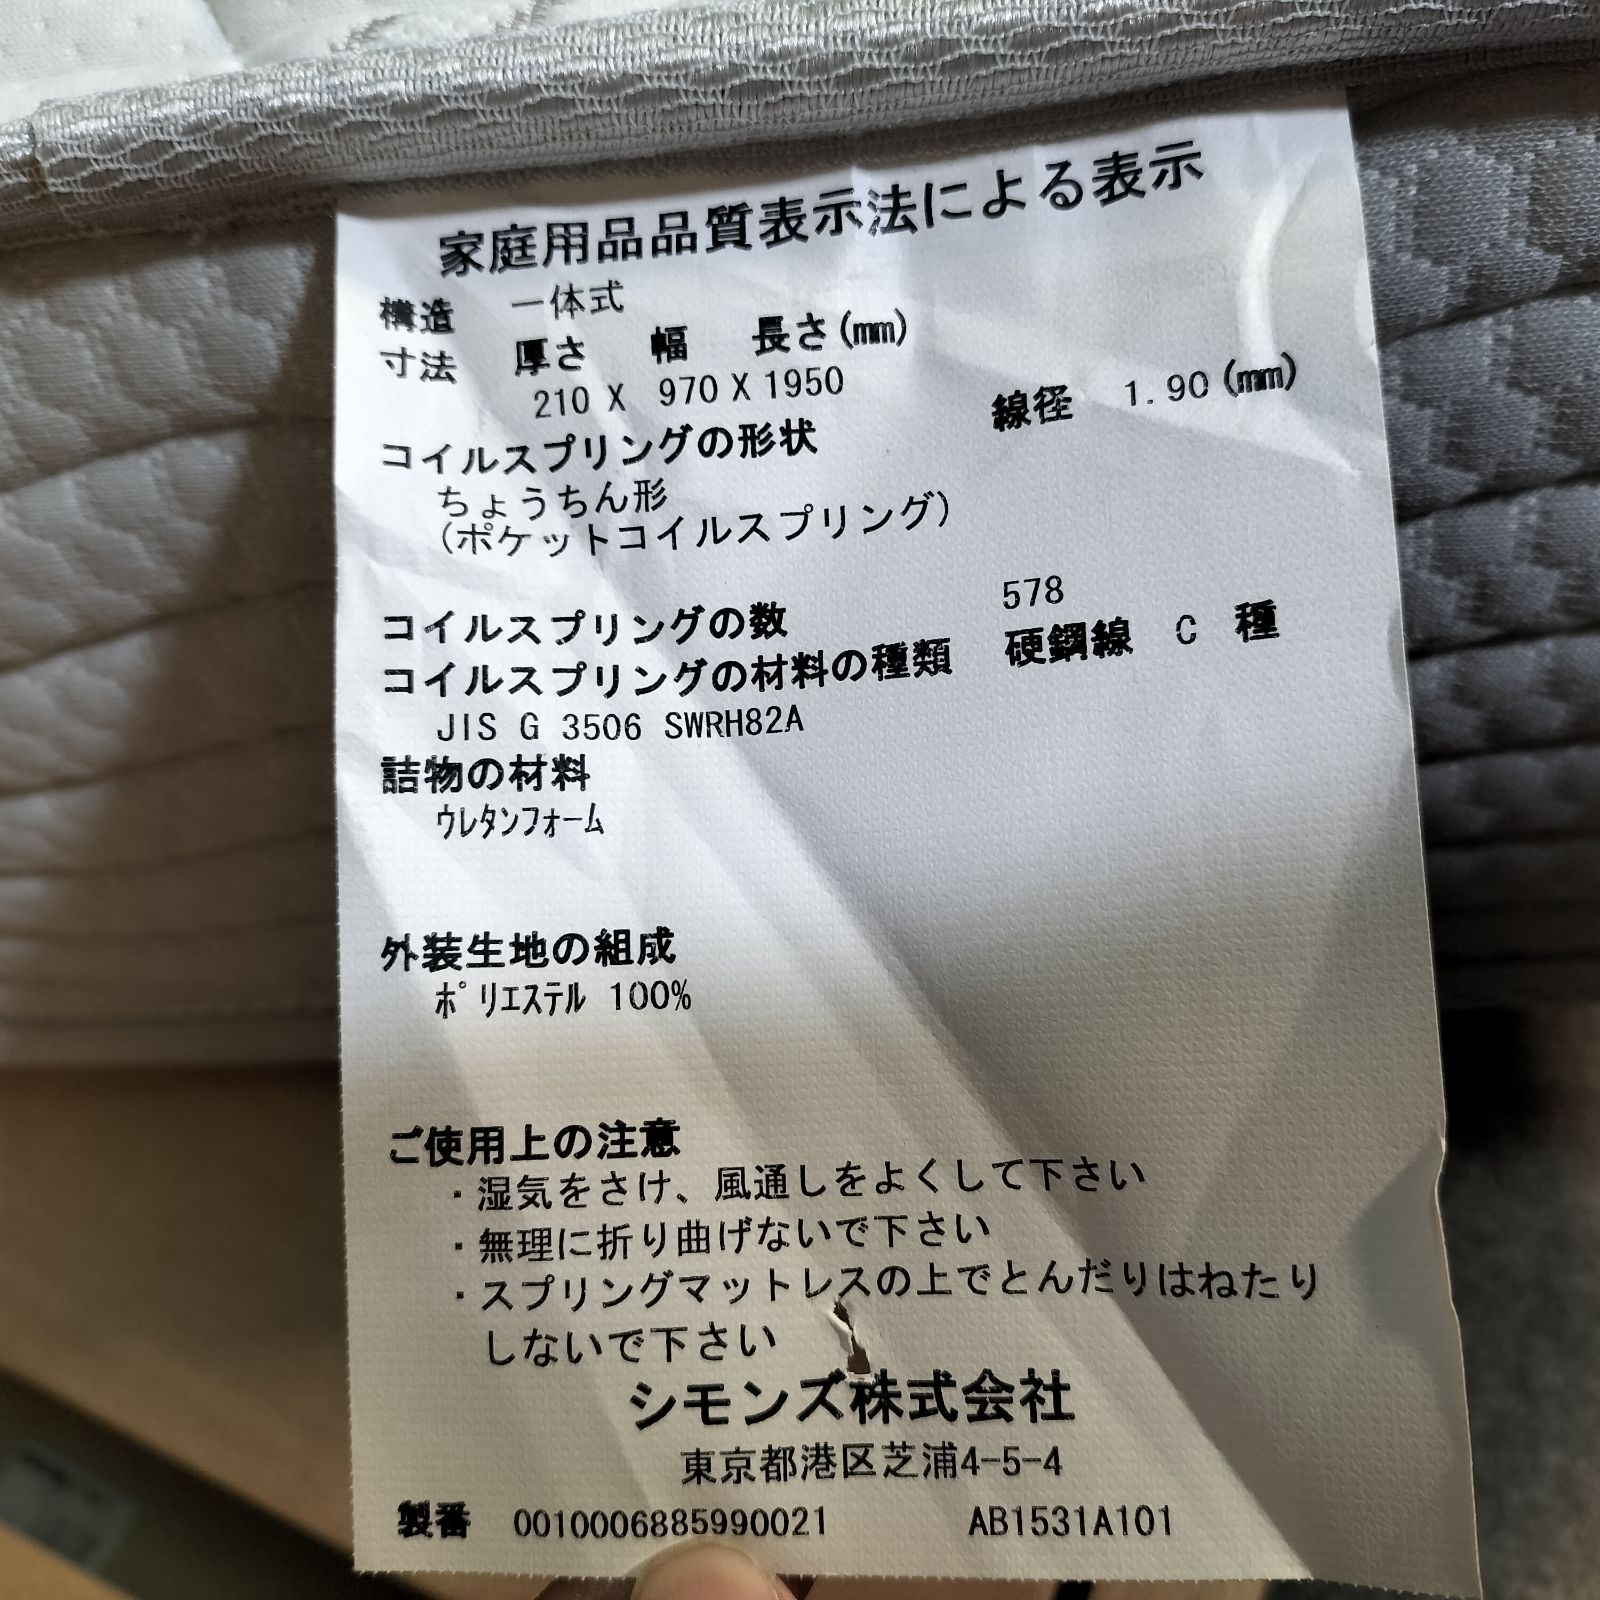 家庭用品品質表示法による表示
構造 一体式
寸法 厚さ 幅 長さ(mm)
210 X 970 X 1950 線径 1.90(mm)
コイルスプリングの形状
ちょうちん形
(ポケットコイルスプリング)
コイルスプリングの数 578
コイルスプリングの材料の種類 硬鋼線 C 種
JIS G 3506 SWRH82A
詰物の材料
ウレタンフォーム
外装生地の組成
ポリエステル 100%
ご使用上の注意
・湿気をさけ、風通しをよくして下さい
・無理に折り曲げないで下さい
・スプリングマットレスの上でとんだりはねたり
しないで下さい
シモンズ株式会社
東京都港区芝浦4-5-4
製番 0010006885990021 AB1531A101